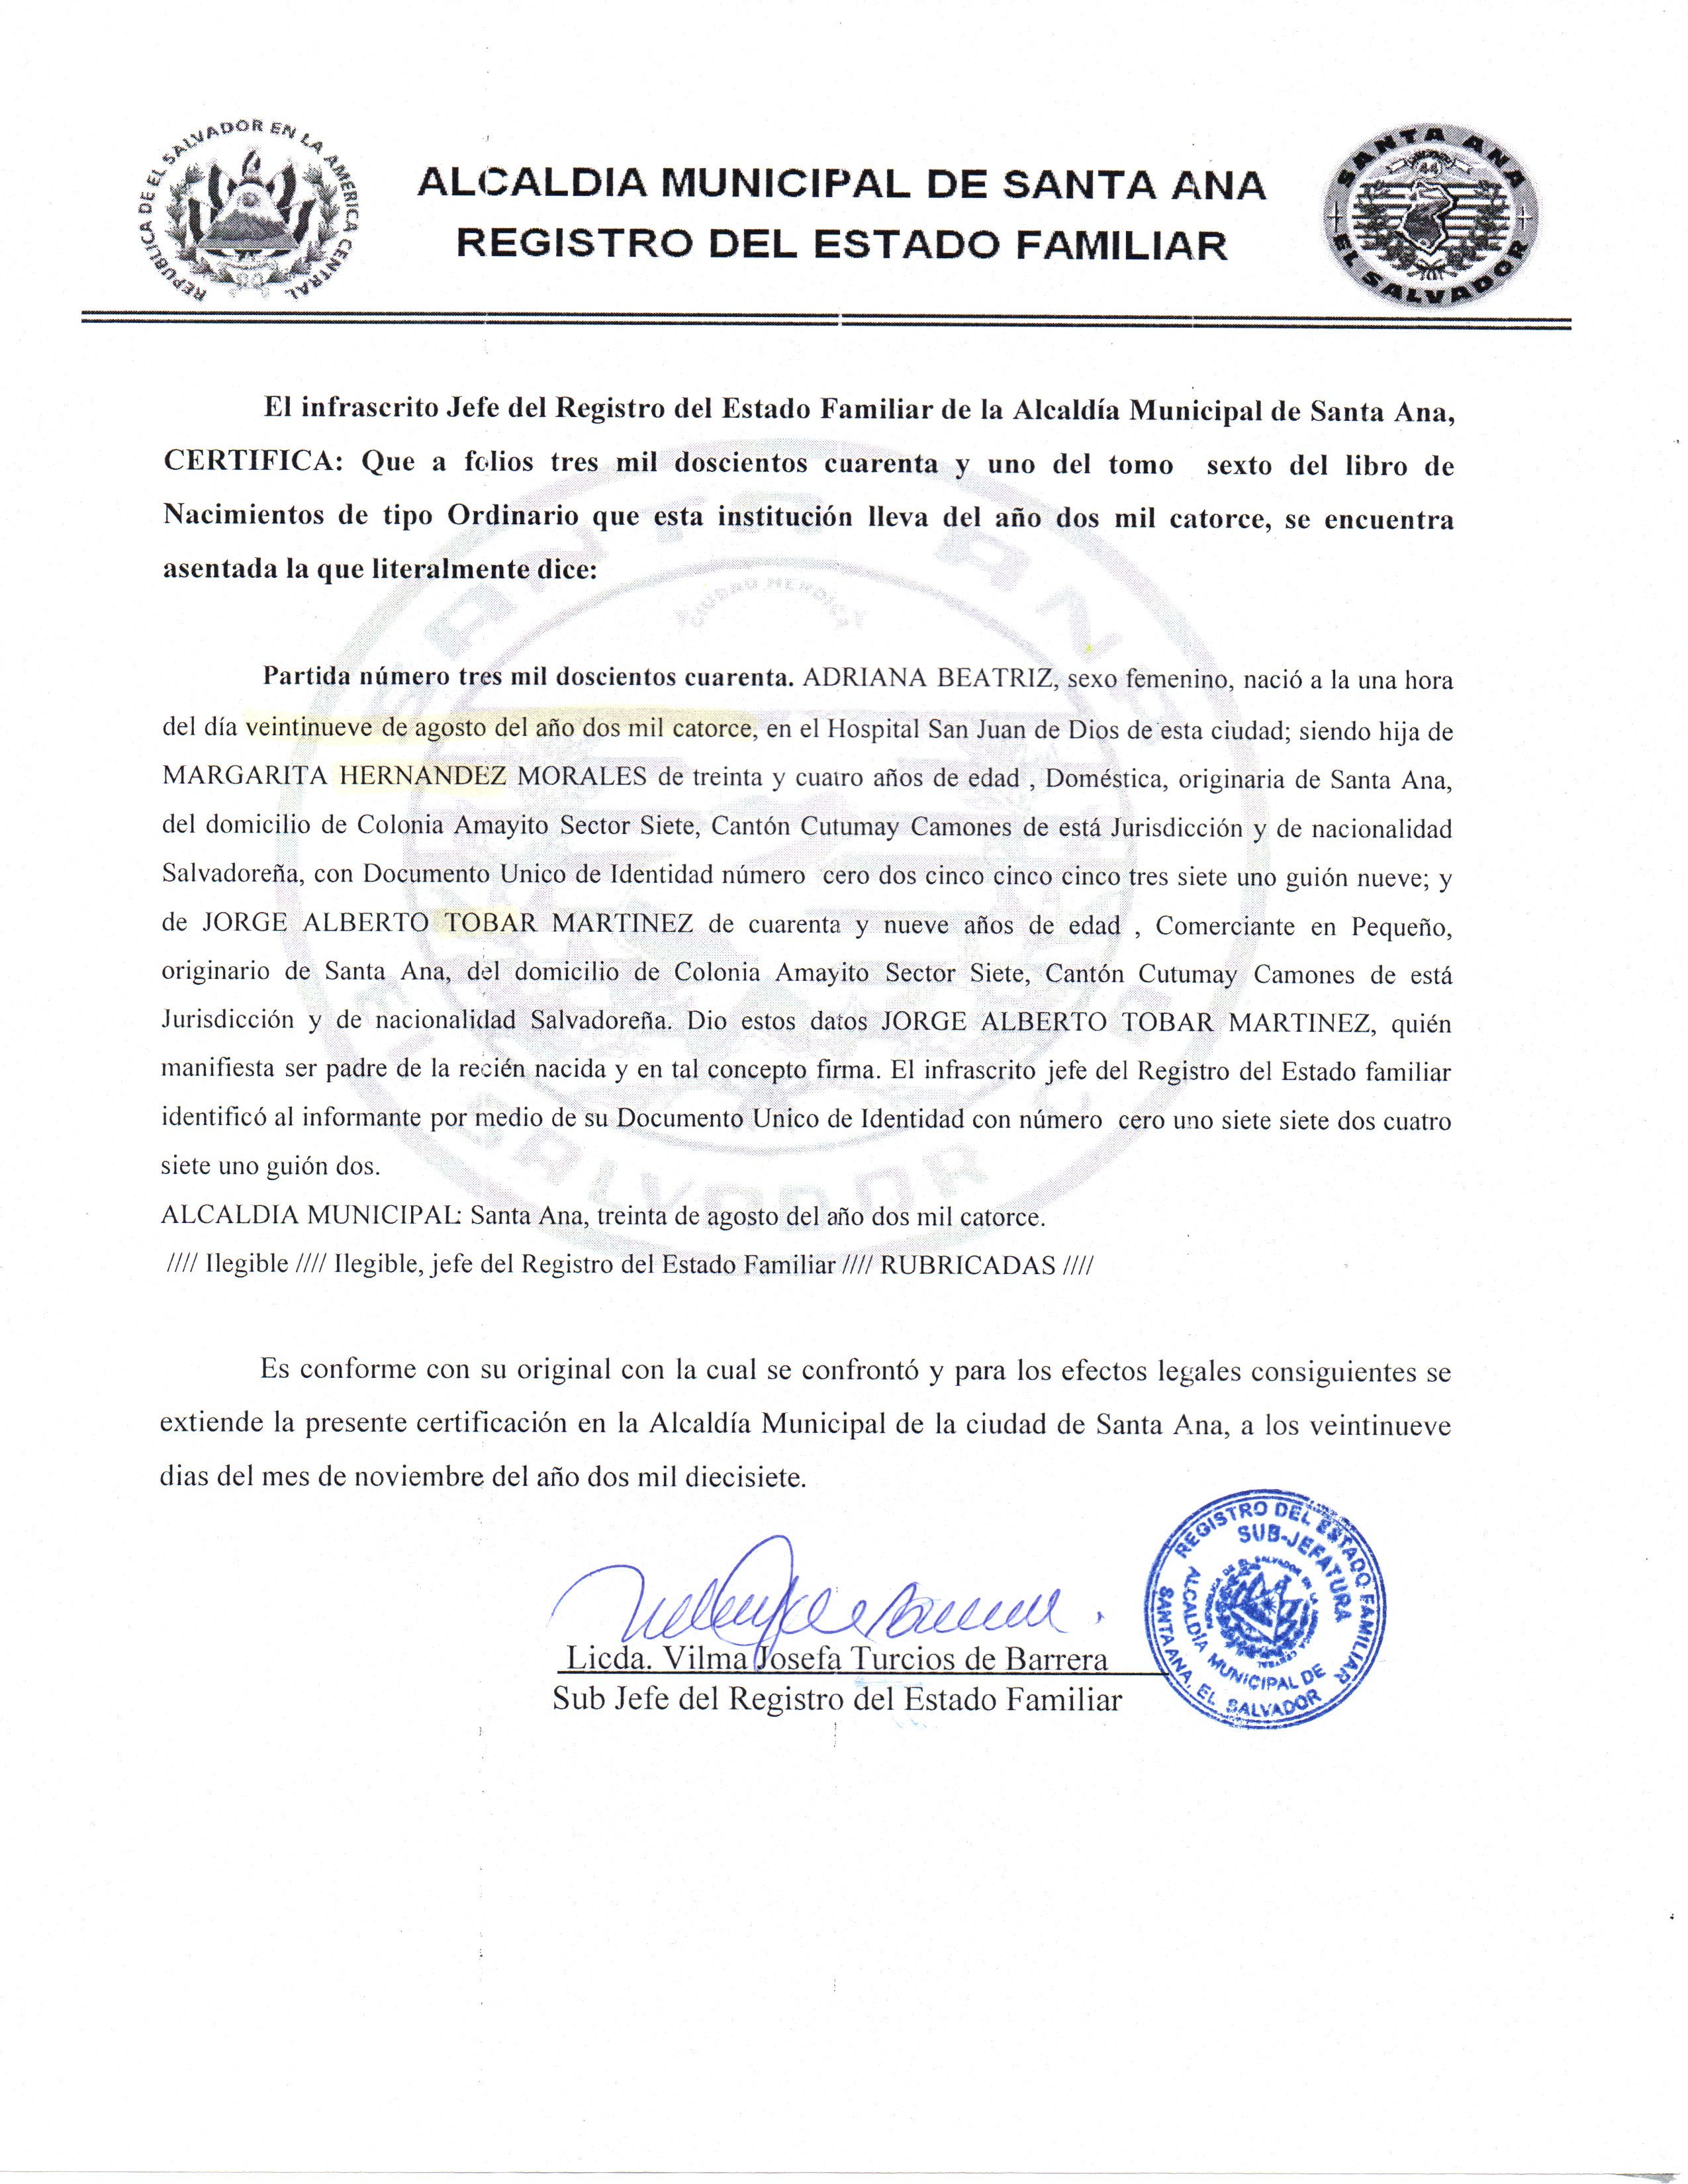 REPUBLICA DE EL SALVADOR EN LA AMERICA CENTRAL
ALCALDIA MUNICIPAL DE SANTA ANA
REGISTRO DEL ESTADO FAMILIAR
SANTA ANA
EL SALVADOR
El infrascrito Jefe del Registro del Estado Familiar de la Alcaldía Municipal de Santa Ana,
CERTIFICA: Que a folios tres mil doscientos cuarenta y uno del tomo sexto del libro de
Nacimientos de tipo Ordinario que esta institución lleva del año dos mil catorce, se encuentra
asentada la que literalmente dice:
Partida número tres mil doscientos cuarenta. ADRIANA BEATRIZ, sexo femenino, nació a la una hora
del día veintinueve de agosto del año dos mil catorce, en el Hospital San Juan de Dios de esta ciudad; siendo hija de
MARGARITA HERNANDEZ MORALES de treinta y cuatro años de edad , Doméstica, originaria de Santa Ana,
del domicilio de Colonia Amayito Sector Siete, Cantón Cutumay Camones de está Jurisdicción y de nacionalidad
Salvadoreña, con Documento Unico de Identidad número cero dos cinco cinco cinco tres siete uno guión nueve; y
de JORGE ALBERTO TOBAR MARTINEZ de cuarenta y nueve años de edad , Comerciante en Pequeño,
originario de Santa Ana, del domicilio de Colonia Amayito Sector Siete, Cantón Cutumay Camones de está
Jurisdicción y de nacionalidad Salvadoreña. Dio estos datos JORGE ALBERTO TOBAR MARTINEZ, quién
manifiesta ser padre de la recién nacida y en tal concepto firma. El infrascrito jefe del Registro del Estado familiar
identificó al informante por medio de su Documento Unico de Identidad con número cero uno siete siete dos cuatro
siete uno guión dos.
ALCALDIA MUNICIPAL: Santa Ana, treinta de agosto del año dos mil catorce.
//// Ilegible //// Ilegible, jefe del Registro del Estado Familiar //// RUBRICADAS ////
Es conforme con su original con la cual se confrontó y para los efectos legales consiguientes se
extiende la presente certificación en la Alcaldía Municipal de la ciudad de Santa Ana, a los veintinueve
dias del mes de noviembre del año dos mil diecisiete.
Licda. Vilma Josefa Turcios de Barrera
Sub Jefe del Registro del Estado Familiar
REGISTRO DEL ESTADO FAMILIAR
SUB-JEFATURA
ALCALDÍA MUNICIPAL DE
SANTA ANA, EL SALVADOR